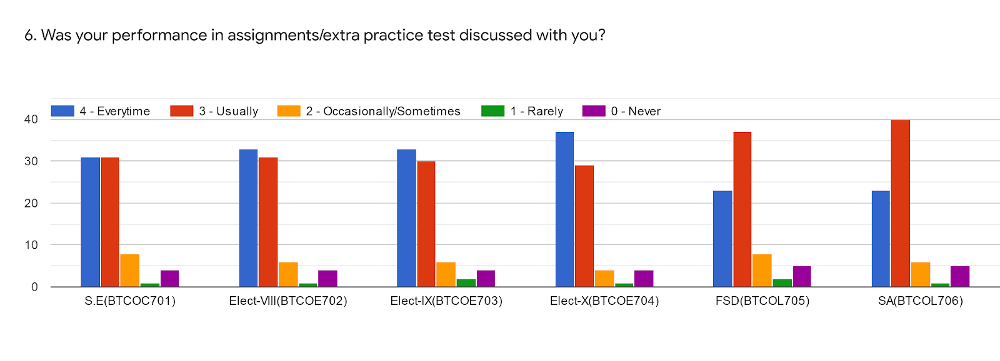 6. Was your performance in assignments/extra practice test discussed with you?
4 - Everytime 3 - Usually 2 - Occasionally/Sometimes 1 - Rarely 0 - Never
40
30
20
10
0
S.E(BTCOC701) Elect-VIII(BTCOE702) Elect-IX(BTCOE703) Elect-X(BTCOE704) FSD(BTCOL705) SA(BTCOL706)